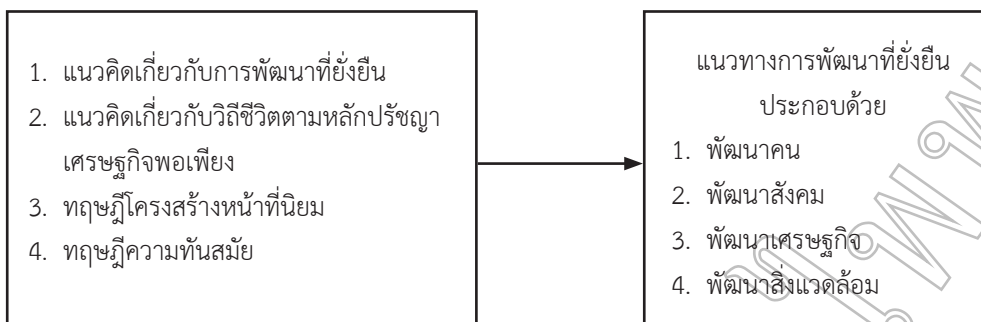 1. แนวคิดเกี่ยวกับการพัฒนาที่ยั่งยืน
2. แนวคิดเกี่ยวกับวิถีชีวิตตามหลักปรัชญา
เศรษฐกิจพอเพียง
3. ทฤษฎีโครงสร้างหน้าที่นิยม
4. ทฤษฎีความทันสมัย
แนวทางการพัฒนาที่ยั่งยืน
ประกอบด้วย
1. พัฒนาคน
2. พัฒนาสังคม
3. พัฒนาเศรษฐกิจ
4. พัฒนาสิ่งแวดล้อม